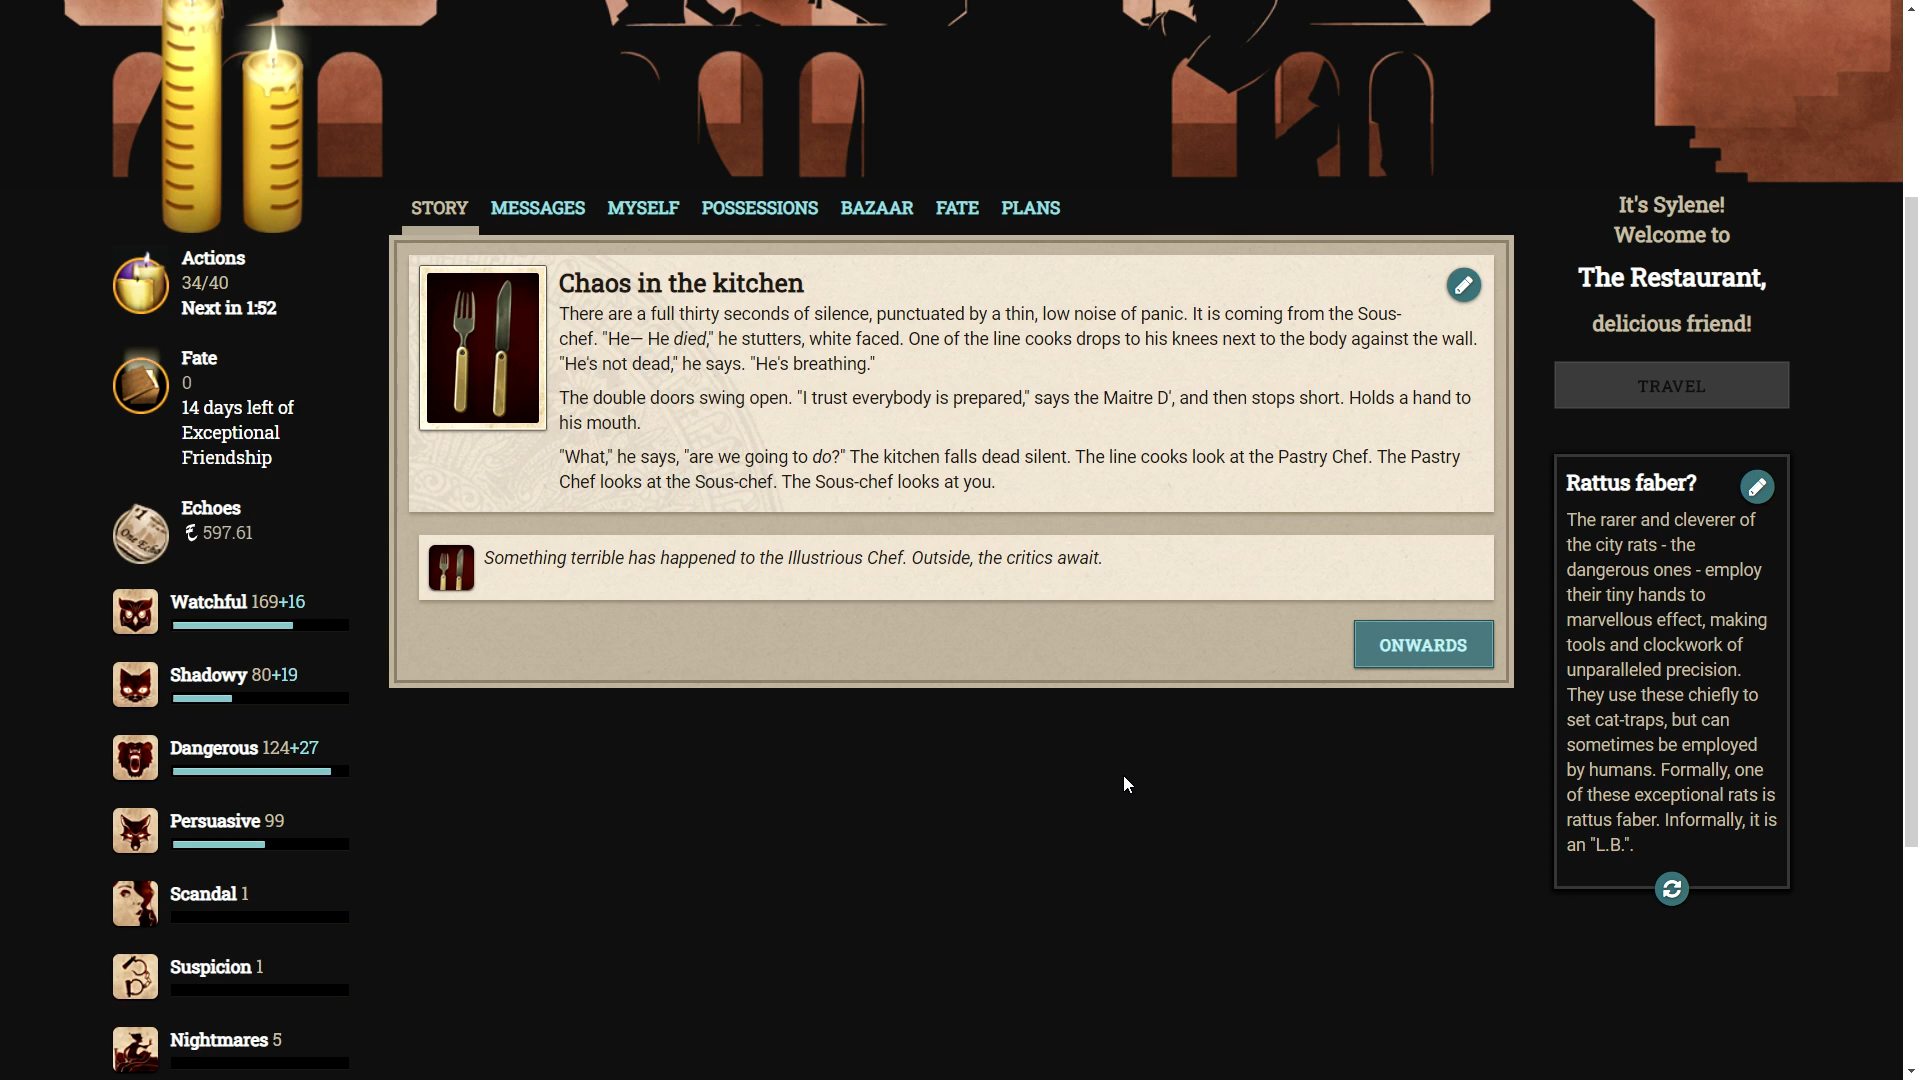 STORY MESSAGES MYSELF POSSESSIONS BAZAAR FATE PLANS
Actions
34/40
Next in 1:52
Fate
0
14 days left of
Exceptional
Friendship
Echoes
597.61
Watchful 169+16
Shadowy 80+19
Dangerous 124+27
Persuasive 99
Scandal 1
Suspicion 1
Nightmares 5
Chaos in the kitchen
There are a full thirty seconds of silence, punctuated by a thin, low noise of panic. It is coming from the Sous-
chef. "He— He died," he stutters, white faced. One of the line cooks drops to his knees next to the body against the wall.
"He's not dead," he says. "He's breathing."
The double doors swing open. "I trust everybody is prepared," says the Maitre D', and then stops short. Holds a hand to
his mouth.
"What," he says, "are we going to do?" The kitchen falls dead silent. The line cooks look at the Pastry Chef. The Pastry
Chef looks at the Sous-chef. The Sous-chef looks at you.
Something terrible has happened to the Illustrious Chef. Outside, the critics await.
ONWARDS
It's Sylene!
Welcome to
The Restaurant,
delicious friend!
TRAVEL
Rattus faber?
The rarer and cleverer of
the city rats - the
dangerous ones - employ
their tiny hands to
marvellous effect, making
tools and clockwork of
unparalleled precision.
They use these chiefly to
set cat-traps, but can
sometimes be employed
by humans. Formally, one
of these exceptional rats is
rattus faber. Informally, it is
an "L.B.".